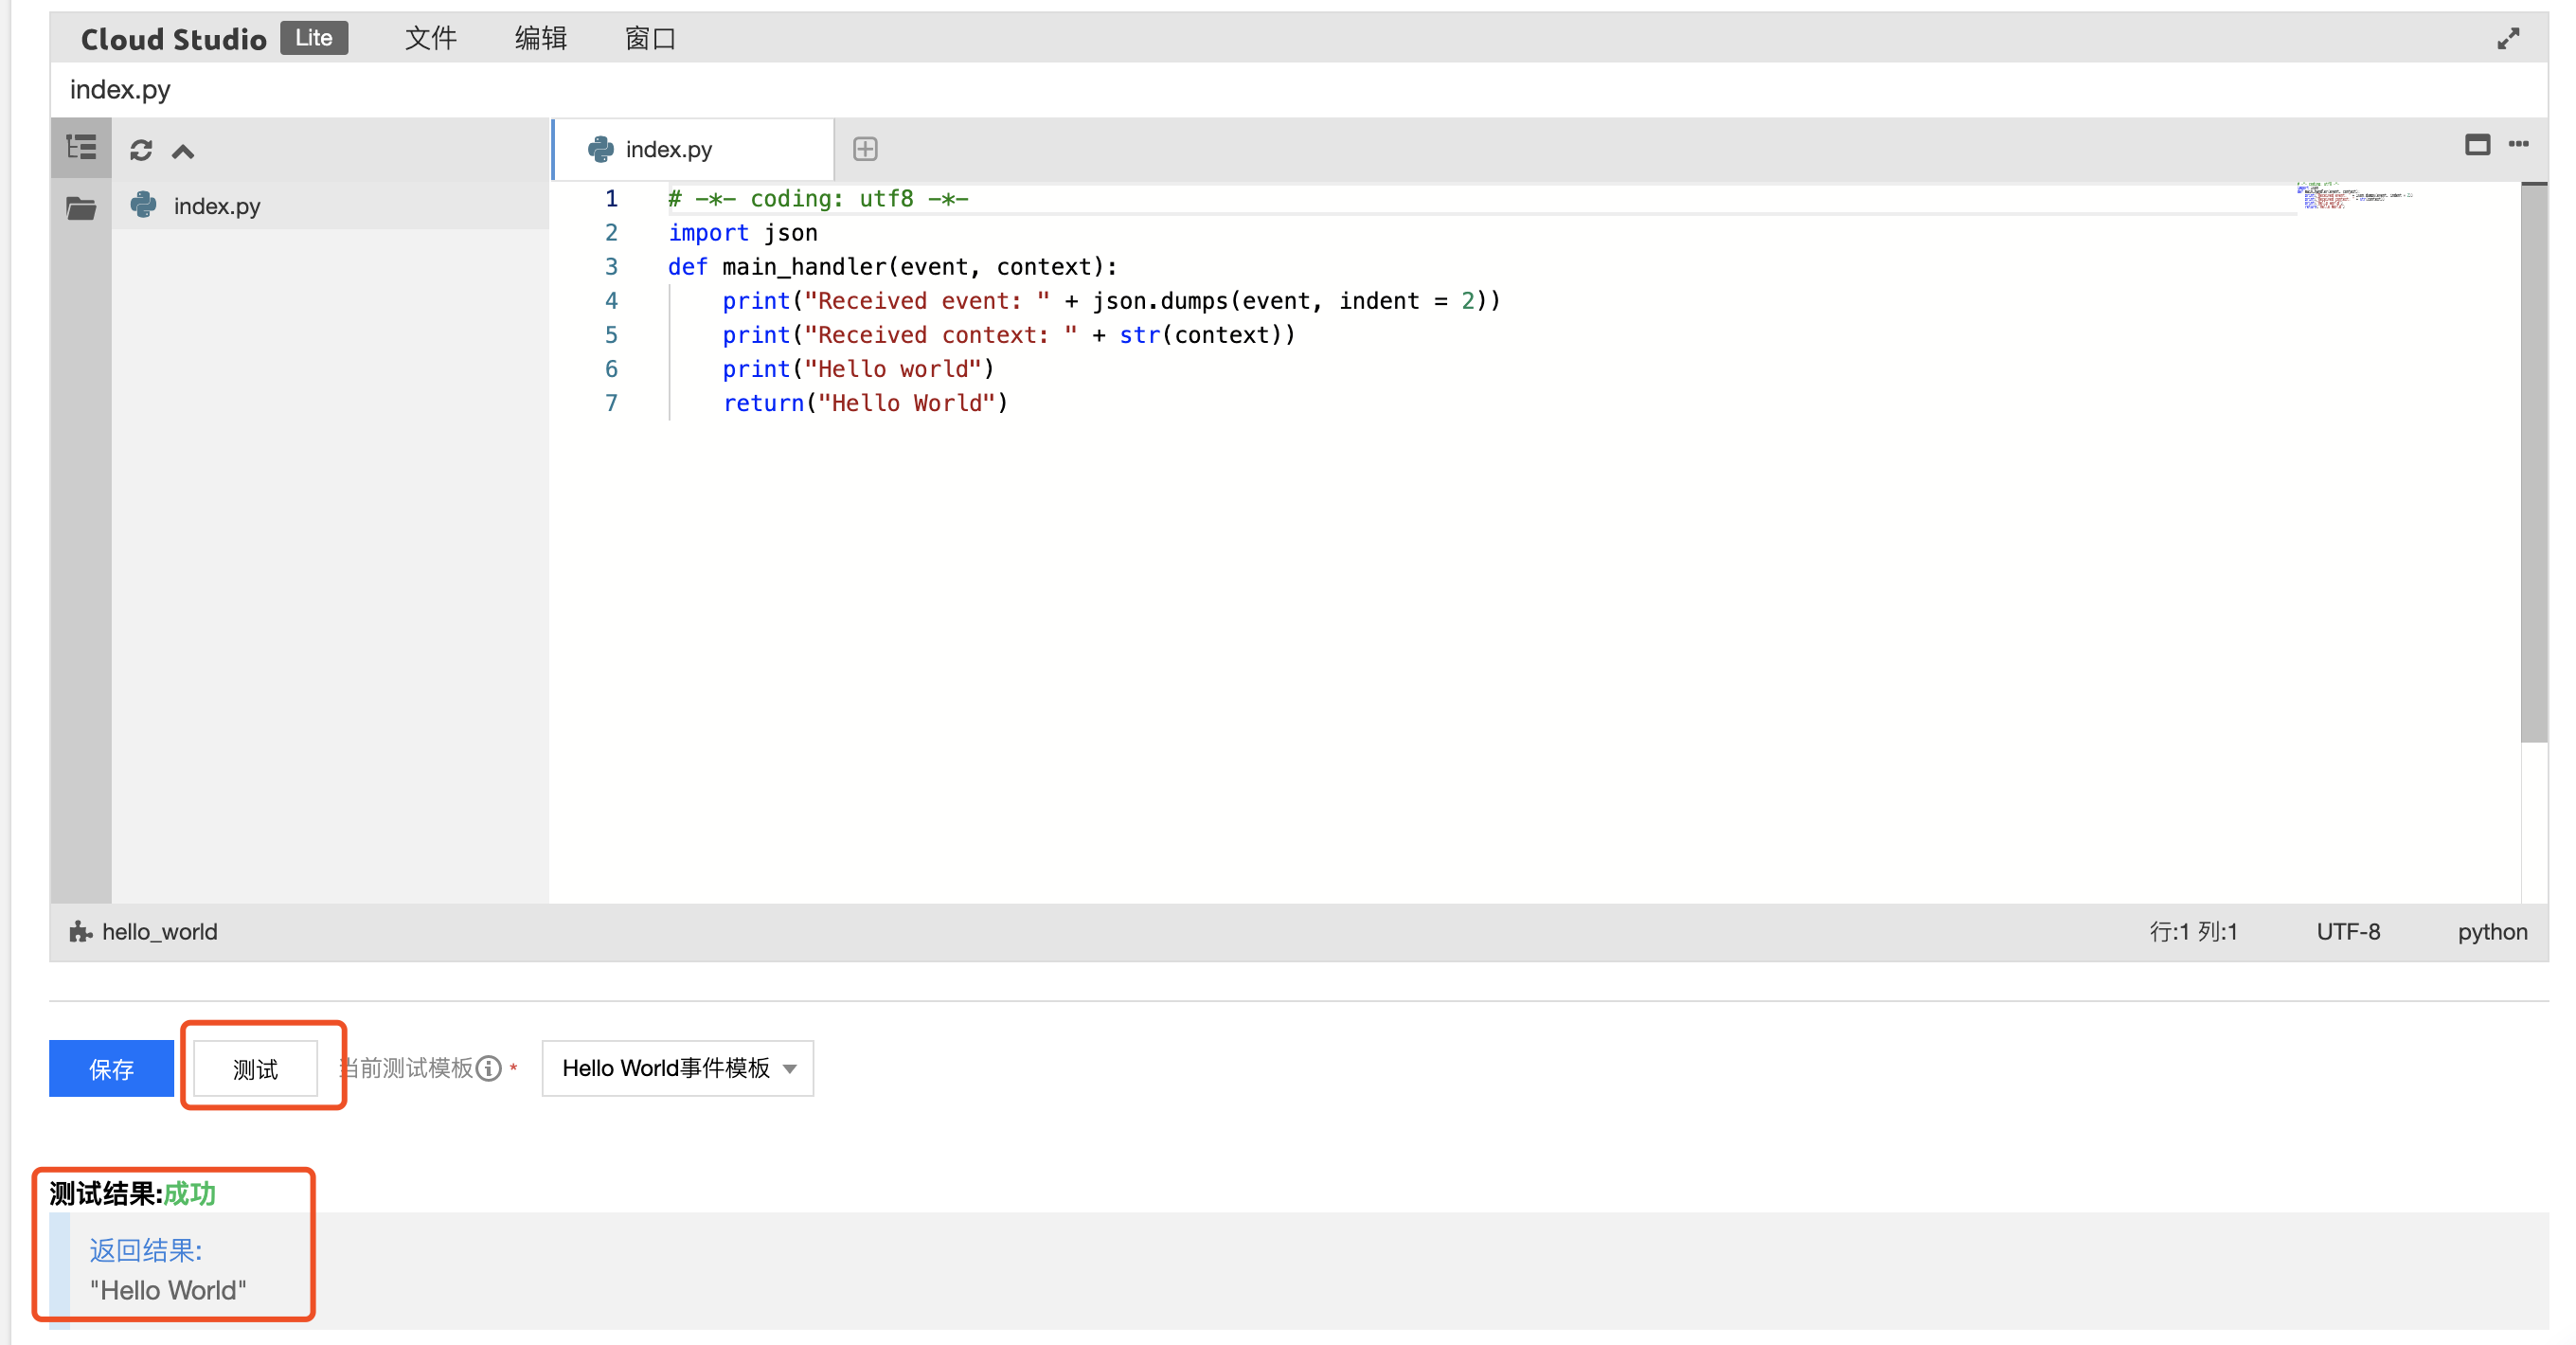 Cloud Studio Lite 文件 编辑 窗口
index.py
index.py
index.py
1 # -*- coding: utf8 -*-
2 import json
3 def main_handler(event, context):
4 print("Received event: " + json.dumps(event, indent = 2))
5 print("Received context: " + str(context))
6 print("Hello world")
7 return("Hello World")
hello_world 行:1 列:1 UTF-8 python
保存 测试 当前测试模板 * Hello World事件模板
测试结果:成功
返回结果:
"Hello World"